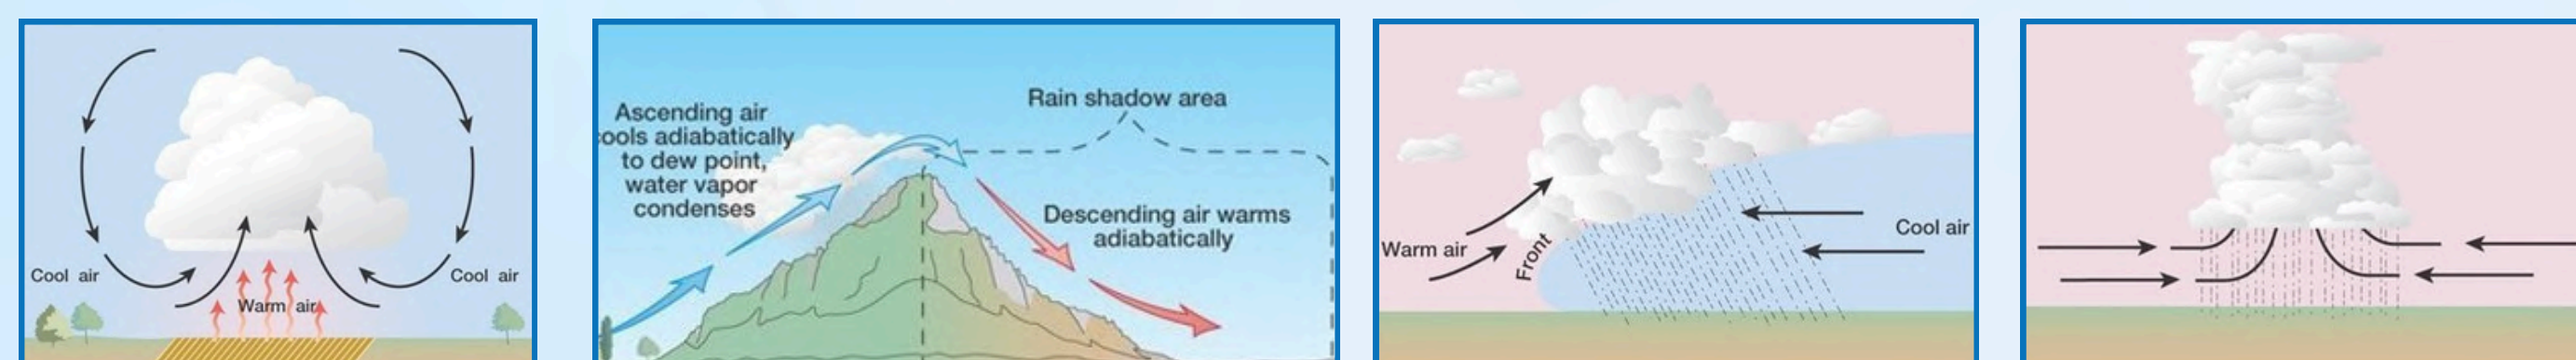 Cool air
Warm air
Cool air
Ascending air
cools adiabatically
to dew point,
water vapor
condenses
Rain shadow area
Descending air warms
adiabatically
Warm air
Front
Cool air